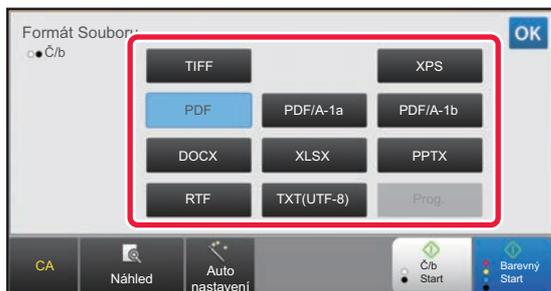 Formát Souboru
OK
Č/b
TIFF
XPS
PDF
PDF/A-1a
PDF/A-1b
DOCX
XLSX
PPTX
RTF
TXT(UTF-8)
Prog.
CA
Náhled
Auto
nastavení
Č/b
Start
Barevný
Start